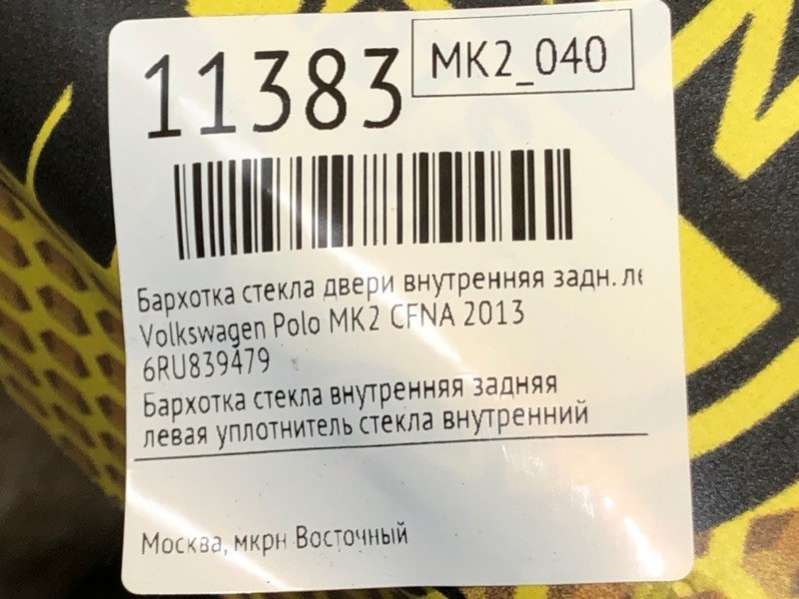 11383
MK2_040
Бархотка стекла двери внутренняя задн. ле
Volkswagen Polo MK2 CFNA 2013
6RU839479
Бархотка стекла внутренняя задняя
левая уплотнитель стекла внутренний
Москва, мкрн Восточный